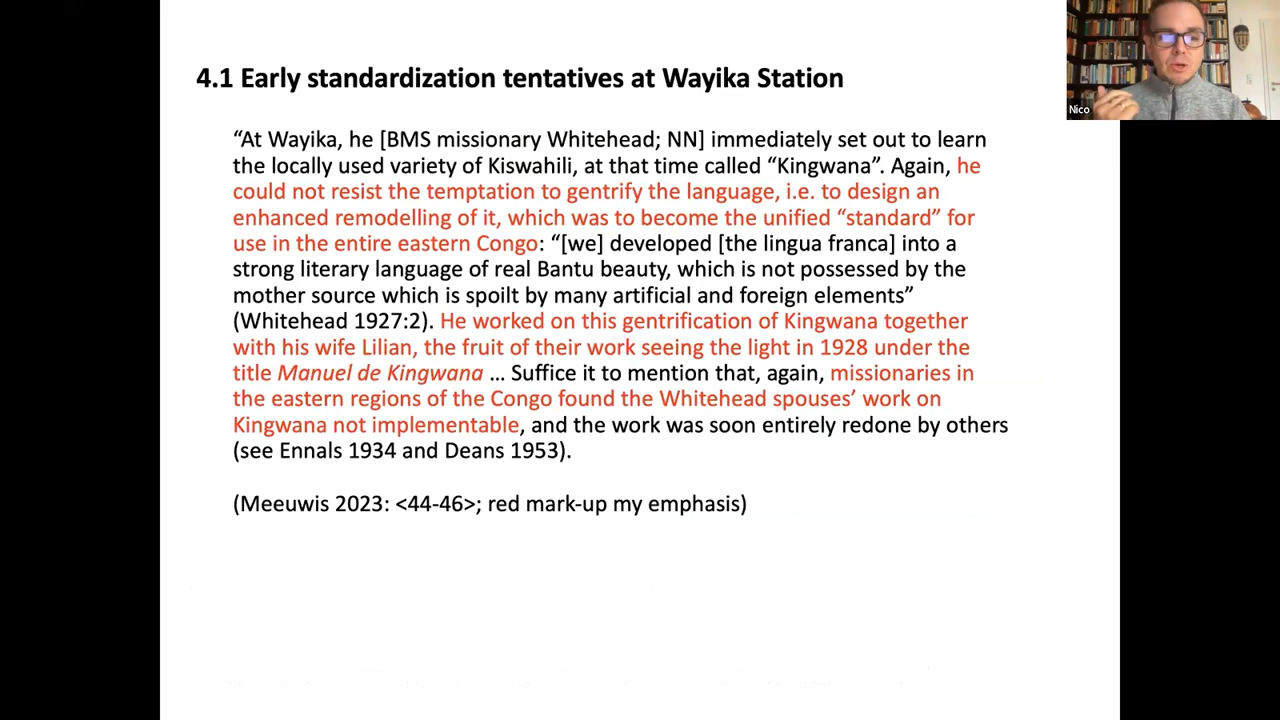 4.1 Early standardization tentatives at Wayika Station
“At Wayika, he [BMS missionary Whitehead; NN] immediately set out to learn
the locally used variety of Kiswahili, at that time called “Kingwana”. Again, he
could not resist the temptation to gentrify the language, i.e. to design an
enhanced remodelling of it, which was to become the unified “standard” for
use in the entire eastern Congo: “[we] developed [the lingua franca] into a
strong literary language of real Bantu beauty, which is not possessed by the
mother source which is spoilt by many artificial and foreign elements”
(Whitehead 1927:2). He worked on this gentrification of Kingwana together
with his wife Lilian, the fruit of their work seeing the light in 1928 under the
title Manuel de Kingwana … Suffice it to mention that, again, missionaries in
the eastern regions of the Congo found the Whitehead spouses’ work on
Kingwana not implementable, and the work was soon entirely redone by others
(see Ennals 1934 and Deans 1953).
(Meeuwis 2023: <44-46>; red mark-up my emphasis)
Nico